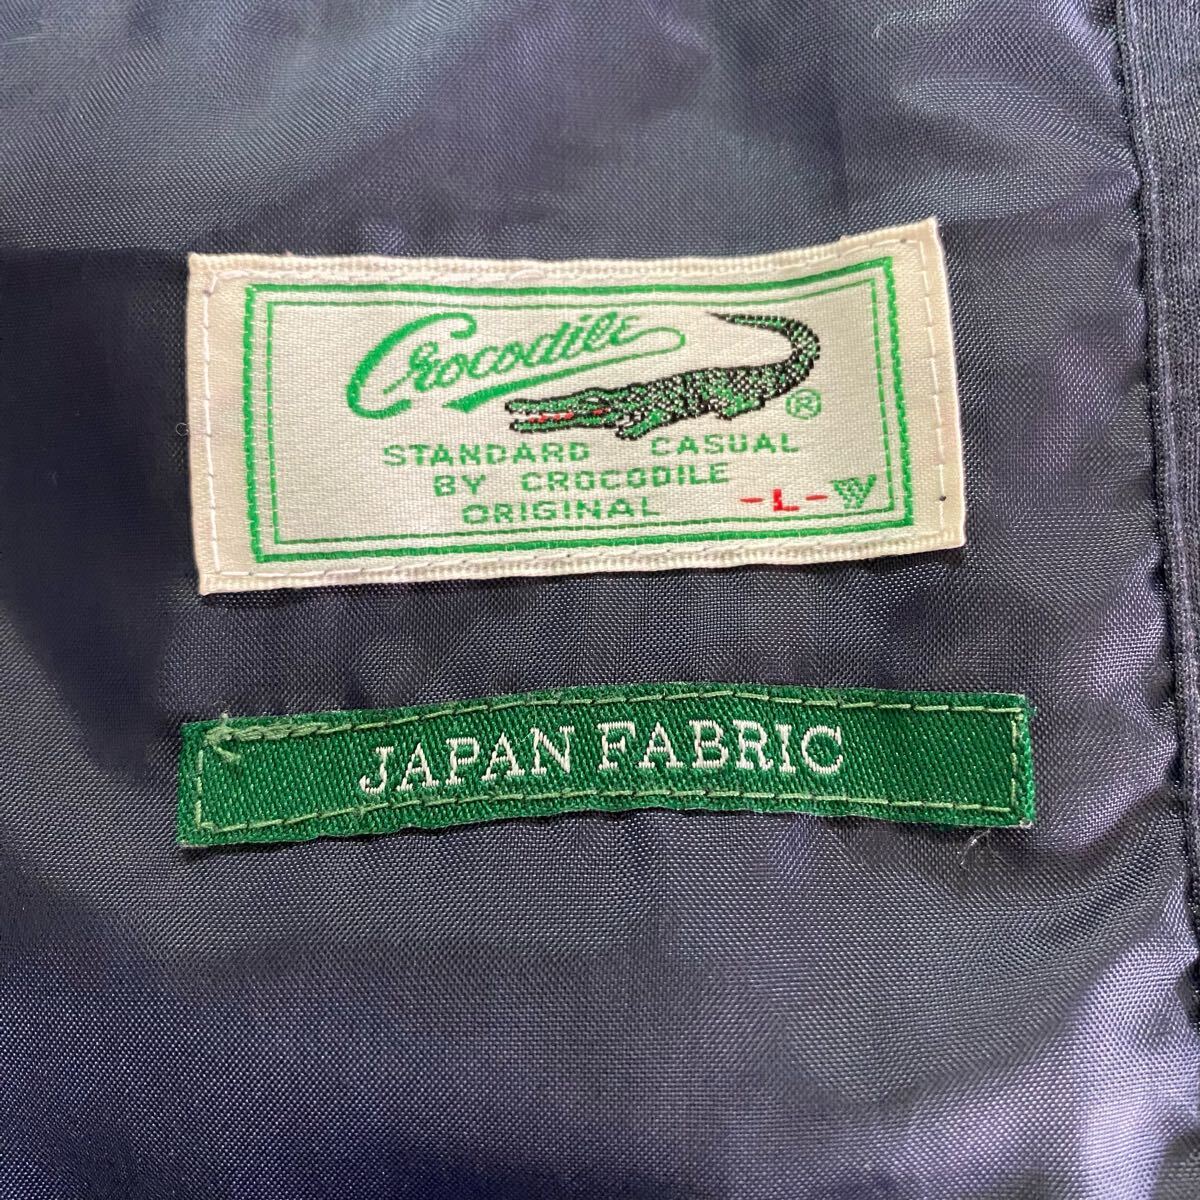 Crocodile
®
STANDARD CASUAL
BY CROCODILE
ORIGINAL -L-
JAPAN FABRIC